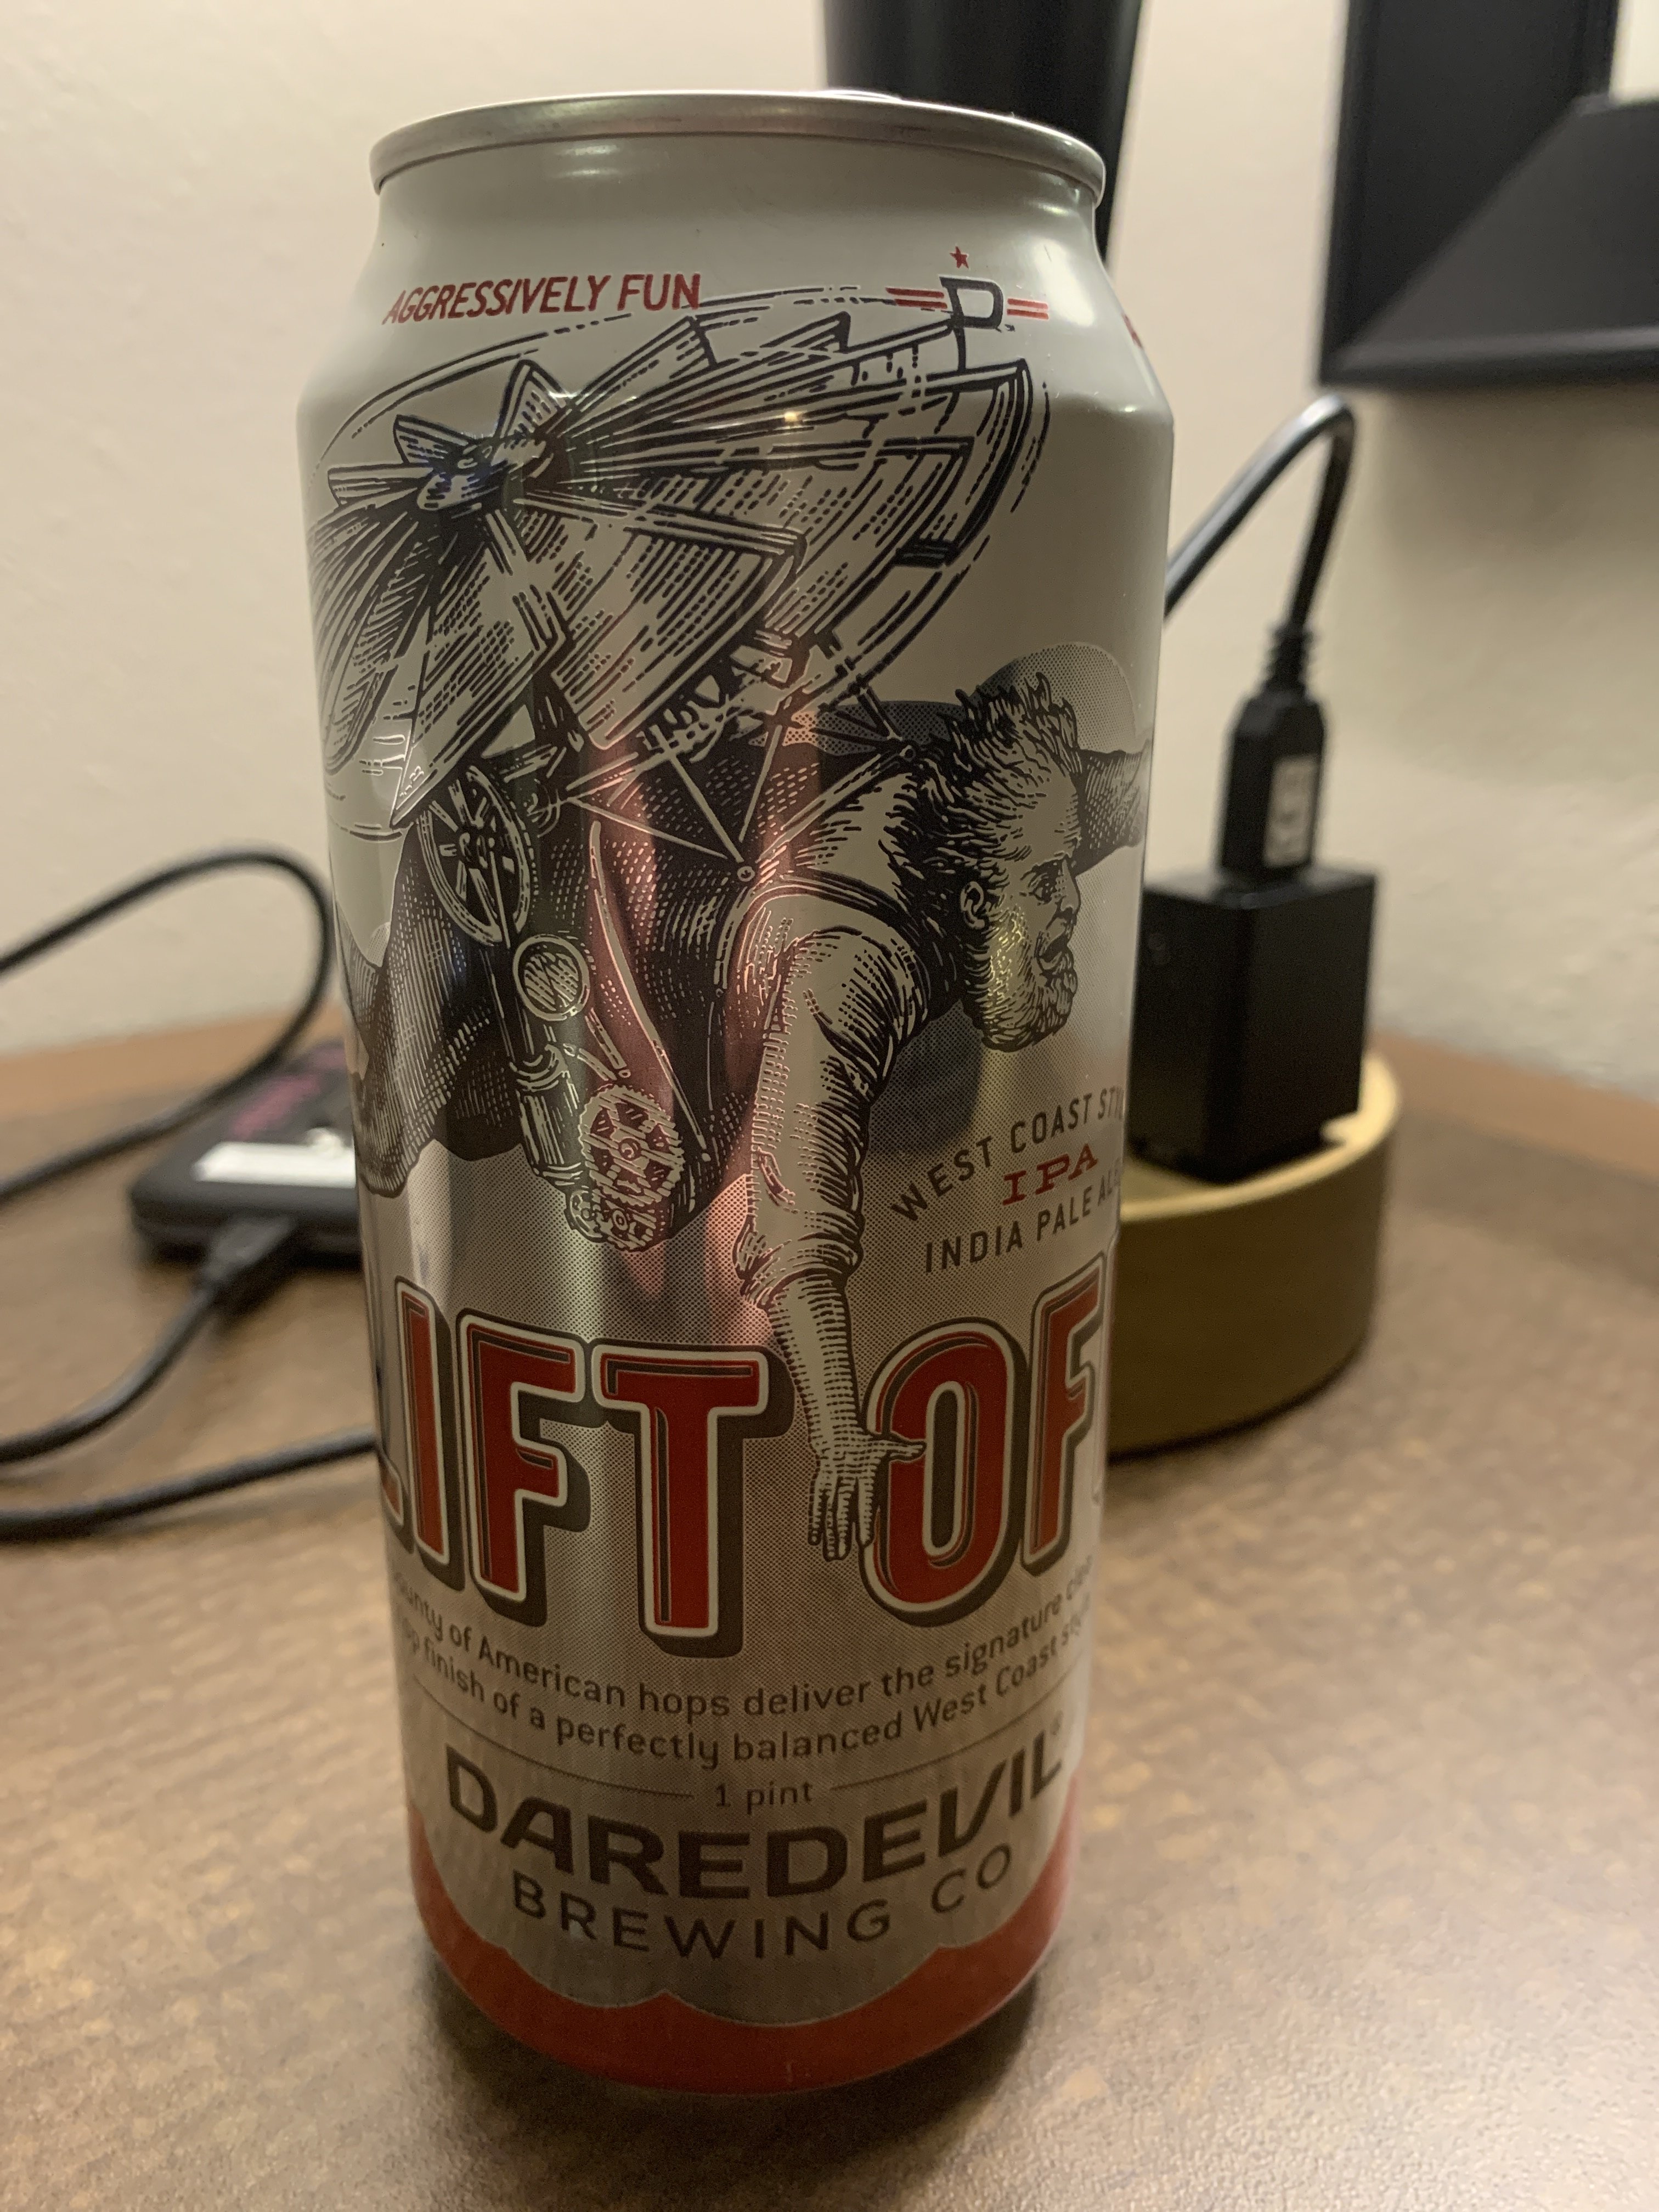 AGGRESSIVELY FUN
D
WEST COAST
IPA
INDIA PALE
LIFT OF
of American hops deliver the signature
finish of a perfectly balanced West Coast
1 pint
DAREDEVIL®
BREWING CO